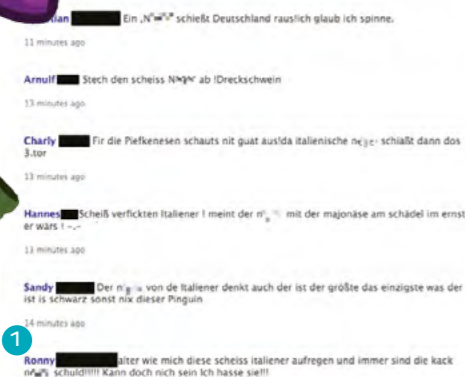 Ein „N schießt Deutschland raus!ich glaub ich spinne.
11 minutes ago
Arnulf Stech den scheiss ab !Dreckschwein
13 minutes ago
Charly Fir die Piefkenesen schauts nit guat aus!da italienische schiaßt dann dos
3.tor
13 minutes ago
Hannes Scheiß verfickten Italiener ! meint der mit der majonäse am schädel im ernst
er wars ! -.-
13 minutes ago
Sandy Der von de Italiener denkt auch der ist der größte das einzigste was der
ist is schwarz sonst nix dieser Pinguin
14 minutes ago
1
Ronny alter wie mich diese scheiss italiener aufregen und immer sind die kack
schuld!!!!! Kann doch nich sein Ich hasse sie!!!